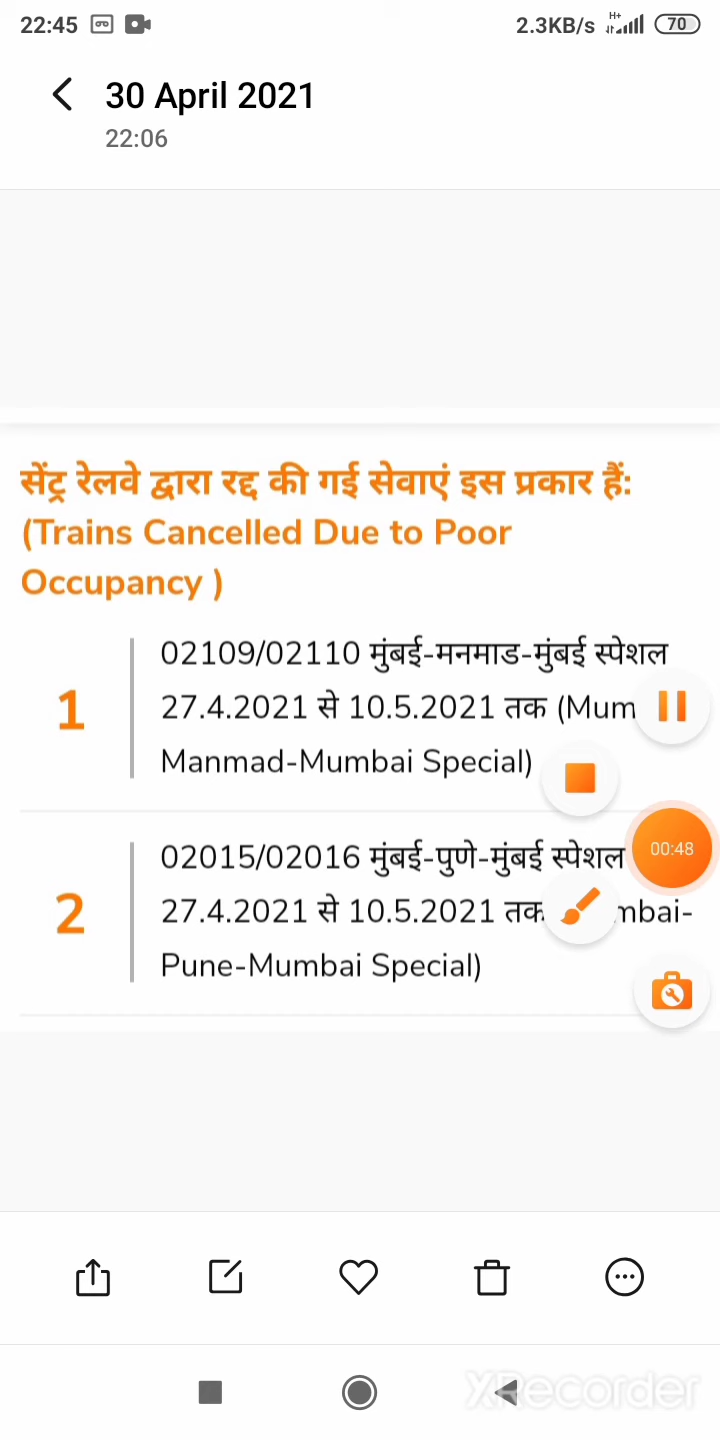 22:45 2.3KB/s H+ 70
30 April 2021
22:06
सेंट्र रेलवे द्वारा रद्द की गई सेवाएं इस प्रकार हैं:
(Trains Cancelled Due to Poor
Occupancy )
02109/02110 मुंबई-मनमाड-मुंबई स्पेशल
1 27.4.2021 से 10.5.2021 तक (Mum
Manmad-Mumbai Special)
02015/02016 मुंबई-पुणे-मुंबई स्पेशल
00:48
2 27.4.2021 से 10.5.2021 तक mbai-
Pune-Mumbai Special)
XRecorder